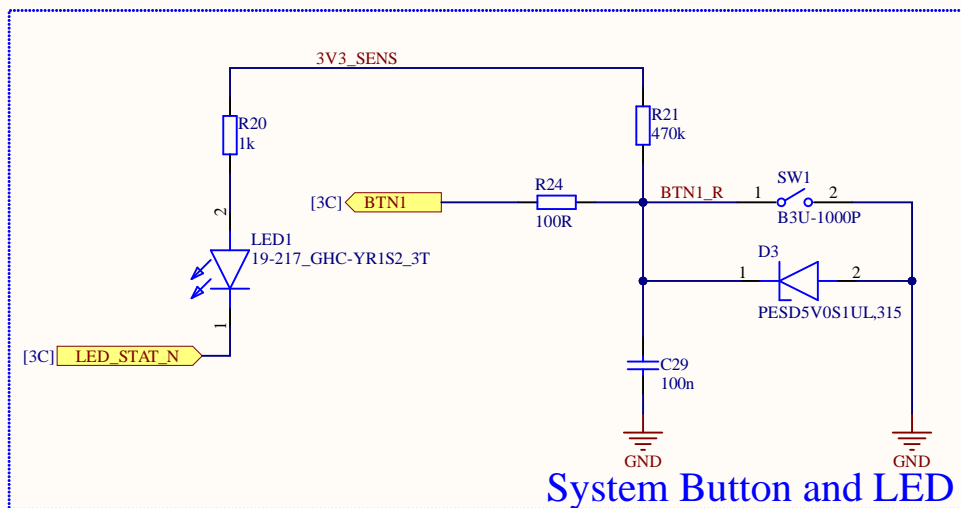 3V3_SENS
R20
1k
R21
470k
2
[3C] BTN1
R24
100R
BTN1_R
SW1
1 2
B3U-1000P
LED1
19-217_GHC-YR1S2_3T
D3
1 2
PESD5V0S1UL,315
1
[3C] LED_STAT_N
C29
100n
GND
GND
System Button and LED